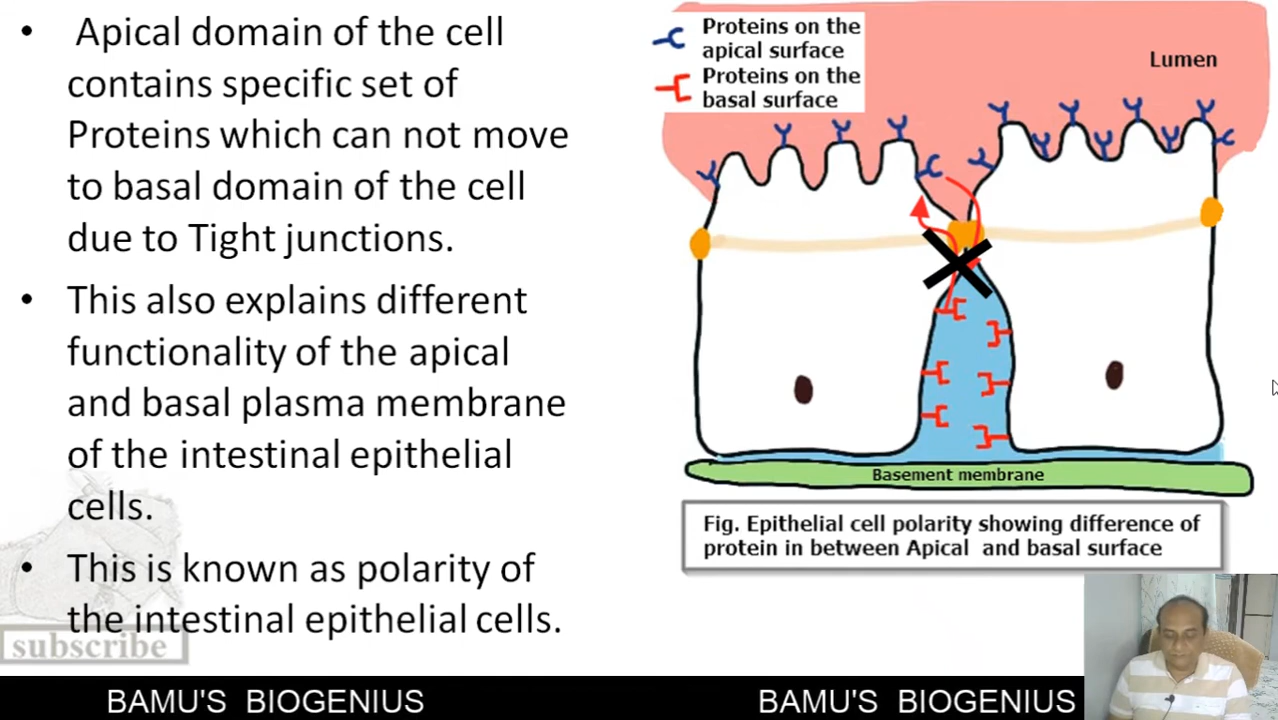 • Apical domain of the cell
contains specific set of
Proteins which can not move
to basal domain of the cell
due to Tight junctions.
• This also explains different
functionality of the apical
and basal plasma membrane
of the intestinal epithelial
cells.
• This is known as polarity of
the intestinal epithelial cells.
Proteins on the
apical surface
Proteins on the
basal surface
Lumen
Basement membrane
Fig. Epithelial cell polarity showing difference of
protein in between Apical and basal surface
subscribe
BAMU'S BIOGENIUS
BAMU'S BIOGENIUS